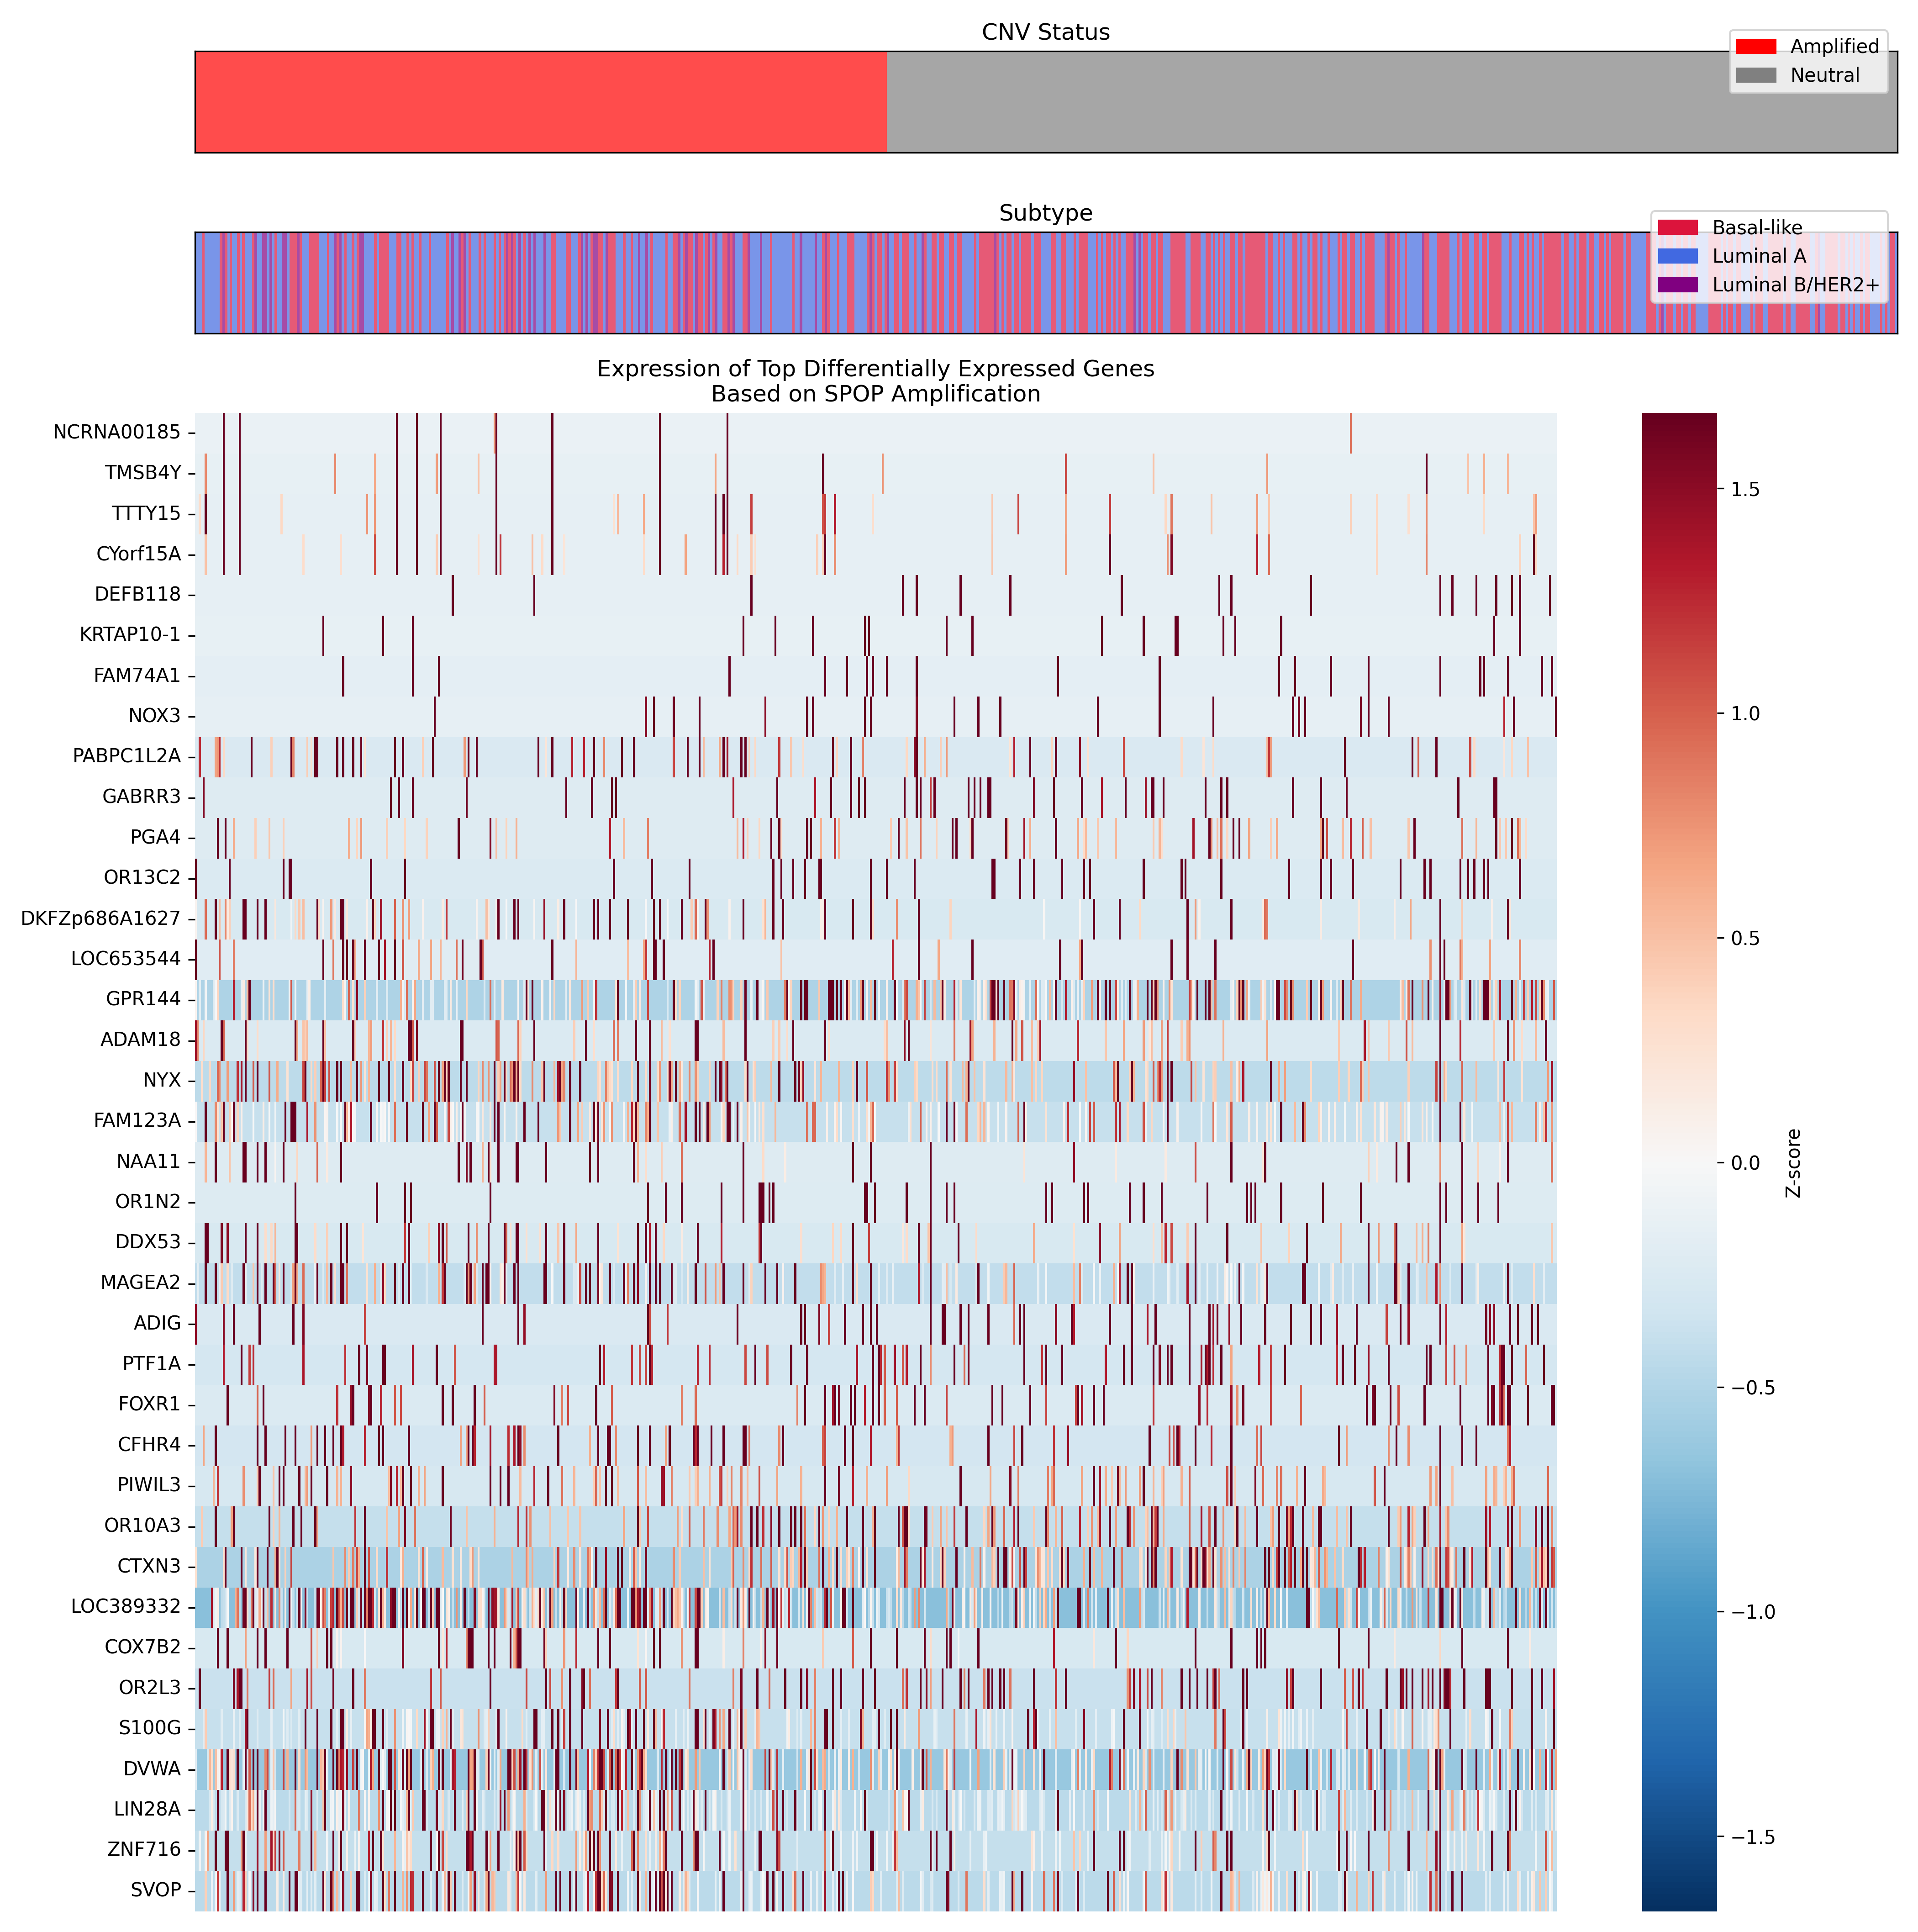 CNV Status
Amplified
Neutral
Subtype
Basal-like
Luminal A
Luminal B/HER2+
Expression of Top Differentially Expressed Genes
Based on SPOP Amplification
NCRNA00185
TMSB4Y
TTTY15
CYorf15A
DEFB118
KRTAP10-1
FAM74A1
NOX3
PABPC1L2A
GABRR3
PGA4
OR13C2
DKFZp686A1627
LOC653544
GPR144
ADAM18
NYX
FAM123A
NAA11
OR1N2
DDX53
MAGEA2
ADIG
PTF1A
FOXR1
CFHR4
PIWIL3
OR10A3
CTXN3
LOC389332
COX7B2
OR2L3
S100G
DVWA
LIN28A
ZNF716
SVOP
1.5
1.0
0.5
0.0
−0.5
−1.0
−1.5
Z-score